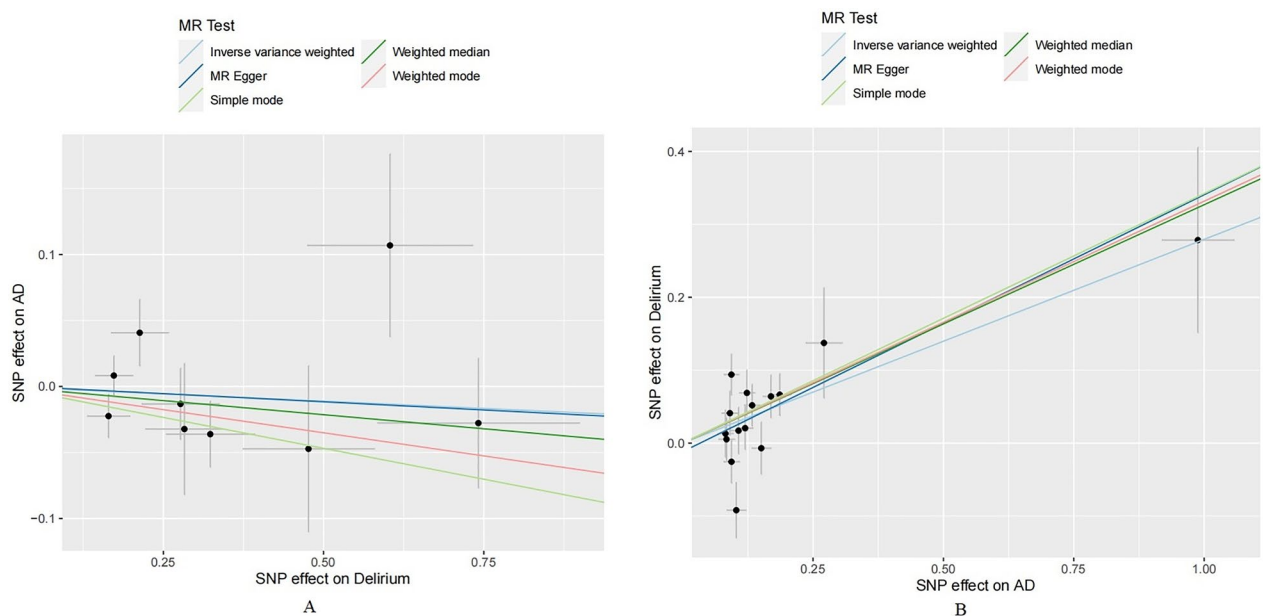 MR Test
Inverse variance weighted
Weighted median
MR Egger
Weighted mode
Simple mode
SNP effect on AD
0.1
0.0
−0.1
0.25
0.50
0.75
SNP effect on Delirium
A
MR Test
Inverse variance weighted
Weighted median
MR Egger
Weighted mode
Simple mode
SNP effect on Delirium
0.4
0.2
0.0
0.25
0.50
0.75
1.00
SNP effect on AD
B